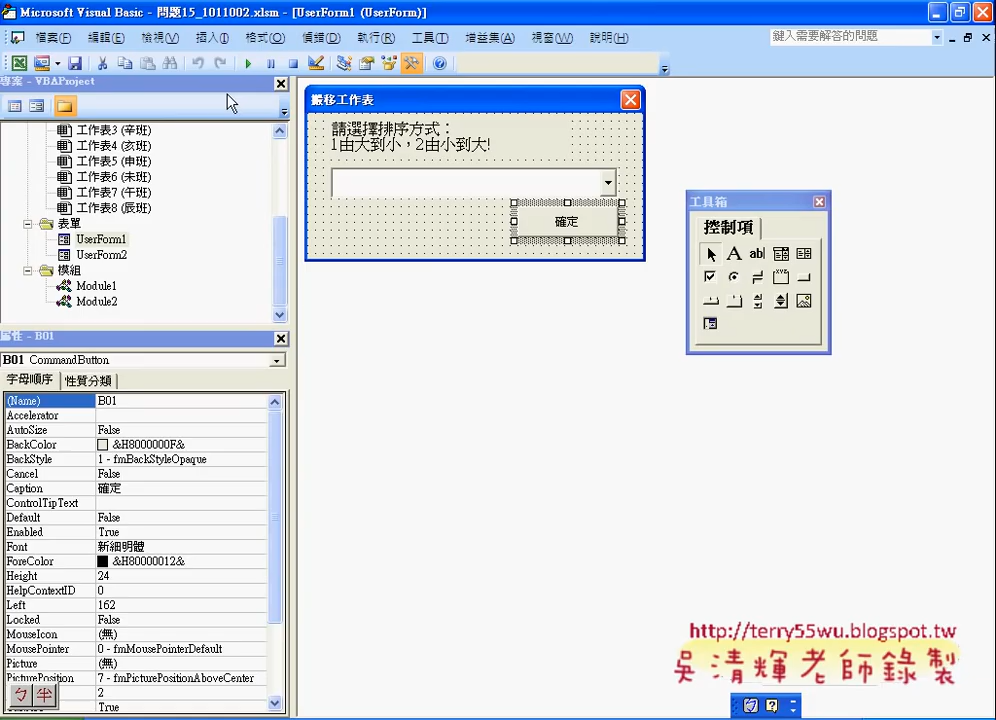 Microsoft Visual Basic - 問題15_1011002.xlsm - [UserForm1 (UserForm)]
檔案(F) 編輯(E) 檢視(V) 插入(I) 格式(O) 偵錯(D) 執行(R) 工具(T) 增益集(A) 視窗(W) 說明(H) 鍵入需要解答的問題
專案 - VBAProject
工作表3 (辛班)
工作表4 (亥班)
工作表5 (申班)
工作表6 (未班)
工作表7 (午班)
工作表8 (辰班)
表單
UserForm1
UserForm2
模組
Module1
Module2
屬性 - B01
B01 CommandButton
字母順序 性質分類
(Name) B01
Accelerator
AutoSize False
BackColor &H8000000F&
BackStyle 1 - fmBackStyleOpaque
Cancel False
Caption 確定
ControlTipText
Default False
Enabled True
Font 新細明體
ForeColor &H80000012&
Height 24
HelpContextID 0
Left 162
Locked False
MouseIcon (無)
MousePointer 0 - fmMousePointerDefault
Picture (無)
PicturePosition 7 - fmPicturePositionAboveCenter
2
True
ㄅ 半
搬移工作表
請選擇排序方式：
1由大到小，2由小到大!
確定
工具箱
控制項
A abl
xyz
http://terry55wu.blogspot.tw
吳清輝老師錄製